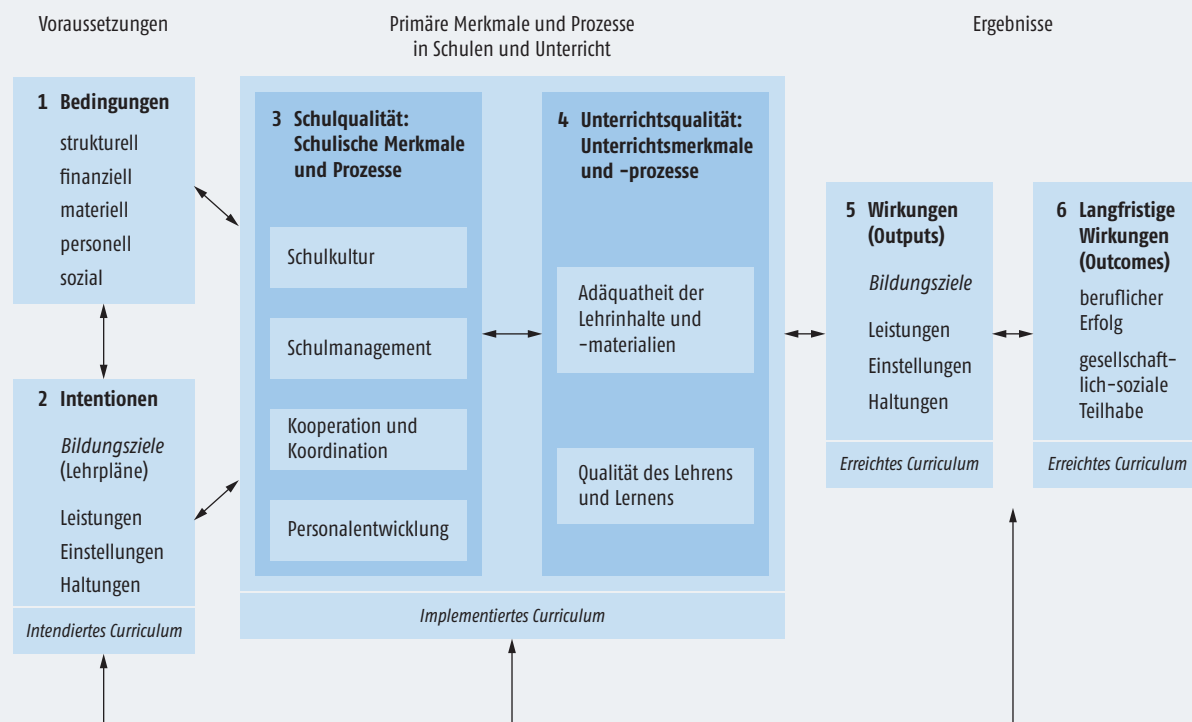 Voraussetzungen
Primäre Merkmale und Prozesse
in Schulen und Unterricht
Ergebnisse
1 Bedingungen
strukturell
finanziell
materiell
personell
sozial
2 Intentionen
Bildungsziele
(Lehrpläne)
Leistungen
Einstellungen
Haltungen
Intendiertes Curriculum
3 Schulqualität:
Schulische Merkmale
und Prozesse
Schulkultur
Schulmanagement
Kooperation und
Koordination
Personalentwicklung
4 Unterrichtsqualität:
Unterrichtsmerkmale
und -prozesse
Adäquatheit der
Lehrinhalte und
-materialien
Qualität des Lehrens
und Lernens
Implementiertes Curriculum
5 Wirkungen
(Outputs)
Bildungsziele
Leistungen
Einstellungen
Haltungen
Erreichtes Curriculum
6 Langfristige
Wirkungen
(Outcomes)
beruflicher
Erfolg
gesellschaft-
lich-soziale
Teilhabe
Erreichtes Curriculum